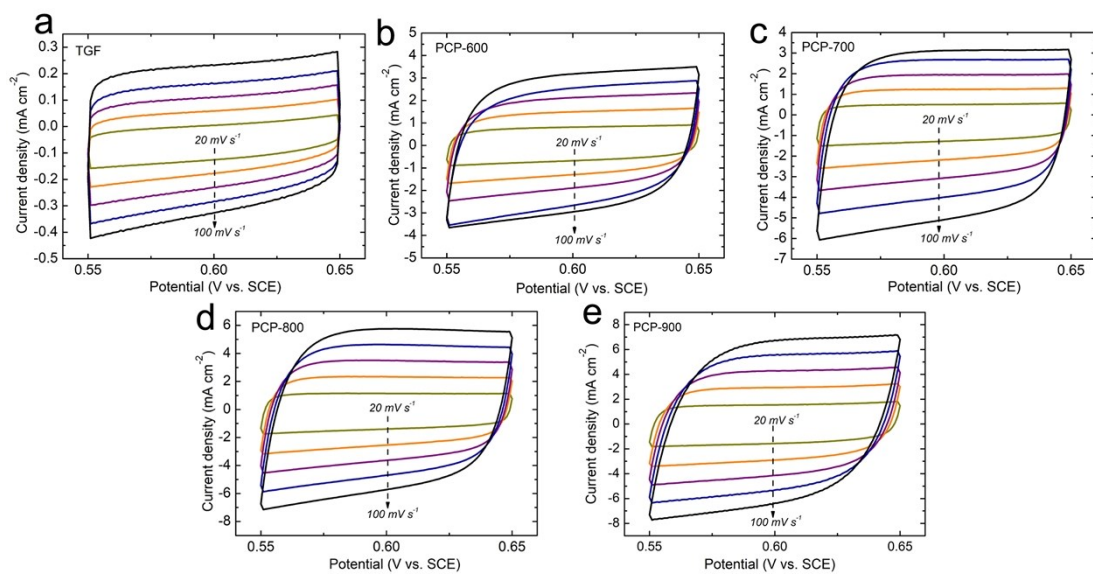 a
TGF
Current density (mA cm⁻²)
0.3
0.2
0.1
0.0
-0.1
-0.2
-0.3
-0.4
-0.5
20 mV s⁻¹
100 mV s⁻¹
0.55
0.60
0.65
Potential (V vs. SCE)
b
PCP-600
Current density (mA cm⁻²)
5
4
3
2
1
0
-1
-2
-3
-4
-5
20 mV s⁻¹
100 mV s⁻¹
0.55
0.60
0.65
Potential (V vs. SCE)
c
PCP-700
Current density (mA cm⁻²)
4
3
2
1
0
-1
-2
-3
-4
-5
-6
-7
20 mV s⁻¹
100 mV s⁻¹
0.55
0.60
0.65
Potential (V vs. SCE)
d
PCP-800
Current density (mA cm⁻²)
6
4
2
0
-2
-4
-6
-8
20 mV s⁻¹
100 mV s⁻¹
0.55
0.60
0.65
Potential (V vs. SCE)
e
PCP-900
Current density (mA cm⁻²)
8
6
4
2
0
-2
-4
-6
-8
20 mV s⁻¹
100 mV s⁻¹
0.55
0.60
0.65
Potential (V vs. SCE)